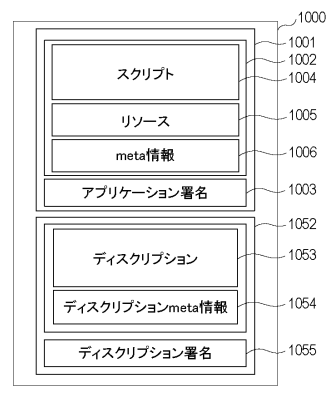 1000
1001
1002
スクリプト
1004
リソース
1005
meta情報
1006
アプリケーション署名
1003
1052
ディスクリプション
1053
ディスクリプションmeta情報
1054
ディスクリプション署名
1055